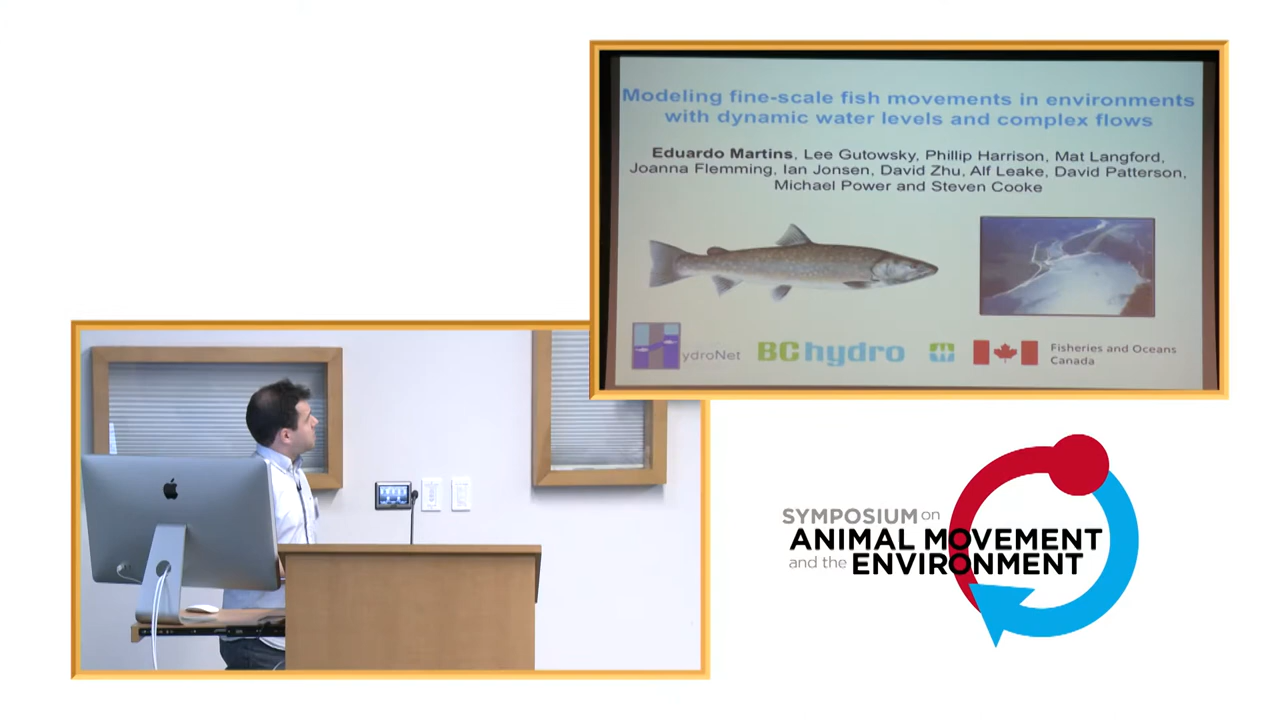 Modeling fine-scale fish movements in environments
with dynamic water levels and complex flows
Eduardo Martins, Lee Gutowsky, Phillip Harrison, Mat Langford,
Joanna Flemming, Ian Jonsen, David Zhu, Alf Leake, David Patterson,
Michael Power and Steven Cooke
HydroNet
BC hydro
Fisheries and Oceans
Canada
SYMPOSIUM on
ANIMAL MOVEMENT
and the ENVIRONMENT